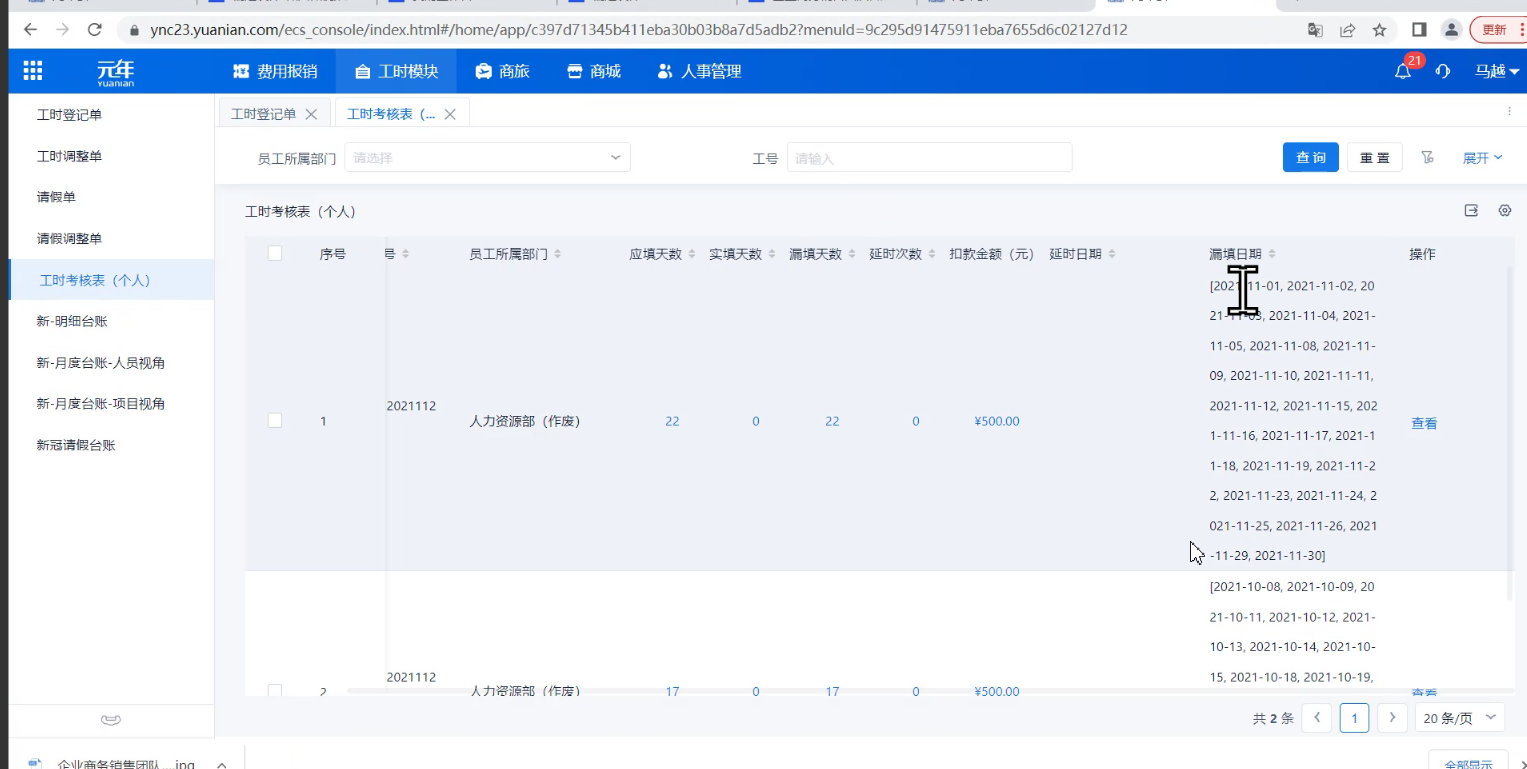 ync23.yuanian.com/ecs_console/index.html#/home/app/c397d71345b411eba30b03b8a7d5adb2?menuId=9c295d91475911eba7655d6c02127d12
更新
元年
yuanian
费用报销
工时模块
商旅
商城
人事管理
21
马越
工时登记单
工时调整单
请假单
请假调整单
工时考核表（个人）
新-明细台账
新-月度台账-人员视角
新-月度台账-项目视角
新冠请假台账
工时登记单
工时考核表（...
员工所属部门
请选择
工号
请输入
查 询
重 置
展开
工时考核表（个人）
序号
号
员工所属部门
应填天数
实填天数
漏填天数
延时次数
扣款金额（元）
延时日期
漏填日期
操作
1
2021112
人力资源部（作废）
22
0
22
0
¥500.00
[2021-11-01, 2021-11-02, 20
21-11-03, 2021-11-04, 2021-
11-05, 2021-11-08, 2021-11-
09, 2021-11-10, 2021-11-11,
2021-11-12, 2021-11-15, 202
1-11-16, 2021-11-17, 2021-1
1-18, 2021-11-19, 2021-11-2
2, 2021-11-23, 2021-11-24, 2
021-11-25, 2021-11-26, 2021
-11-29, 2021-11-30]
查看
2
2021112
人力资源部（作废）
17
0
17
0
¥500.00
[2021-10-08, 2021-10-09, 20
21-10-11, 2021-10-12, 2021-
10-13, 2021-10-14, 2021-10-
15, 2021-10-18, 2021-10-19,
查看
共 2 条
1
20 条/页
企业商务销售团队....jpg
全部显示